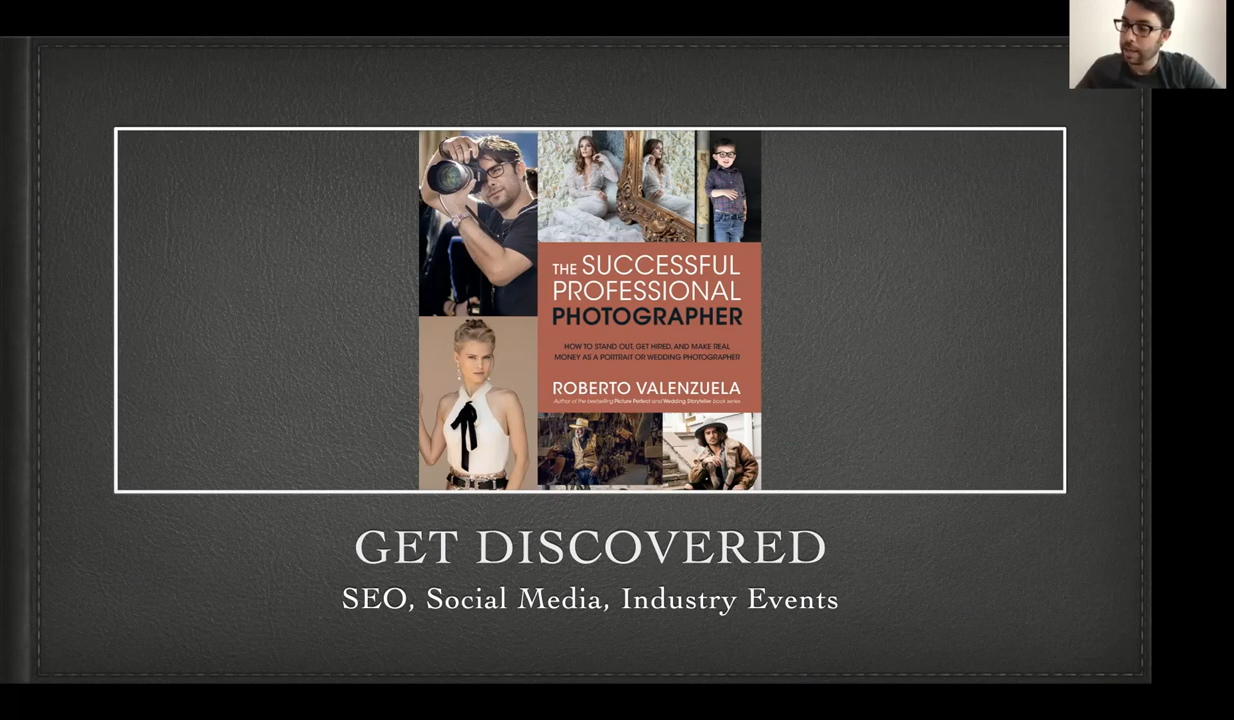 THE SUCCESSFUL
PROFESSIONAL
PHOTOGRAPHER
HOW TO STAND OUT, GET HIRED, AND MAKE REAL
MONEY AS A PORTRAIT OR WEDDING PHOTOGRAPHER
ROBERTO VALENZUELA
Author of the bestselling Picture Perfect and Wedding Storyteller book series
GET DISCOVERED
SEO, Social Media, Industry Events